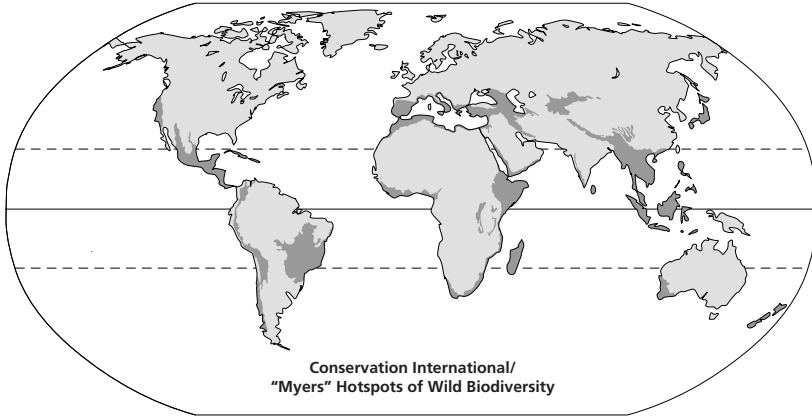 Conservation International/
“Myers” Hotspots of Wild Biodiversity